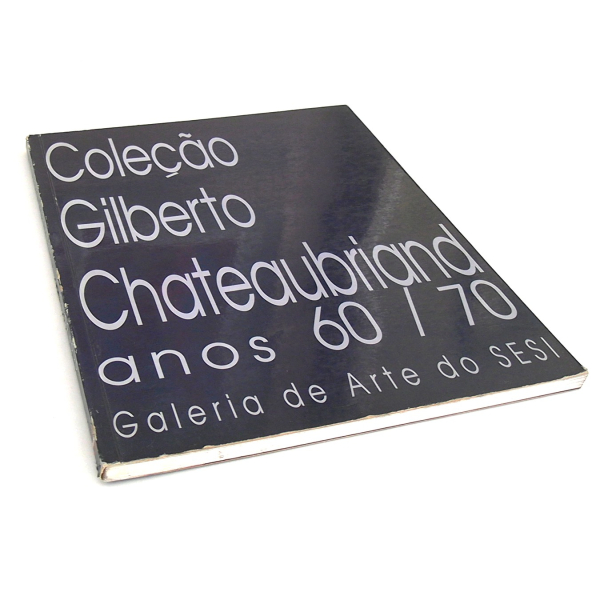 Coleção
Gilberto
Chateaubriand
anos 60 / 70
Galeria de Arte do SESI